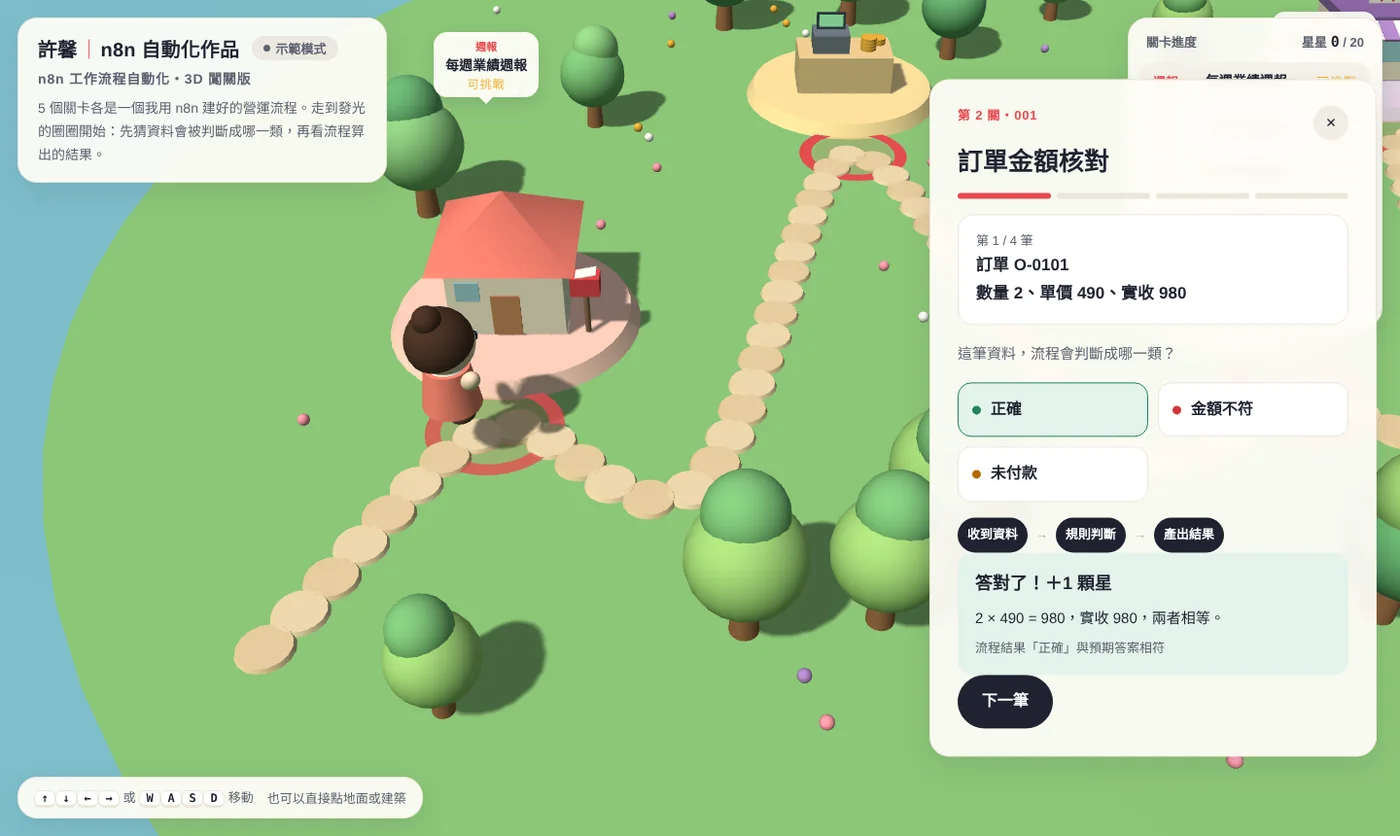 許馨｜n8n 自動化作品 示範模式
n8n 工作流程自動化・3D 闖關版
5 個關卡各是一個我用 n8n 建好的營運流程。走到發光
的圈圈開始：先猜資料會被判斷成哪一類，再看流程算
出的結果。
週報
每週業績週報
可挑戰
關卡進度 星星 0 / 20
第 2 關・001
×
訂單金額核對
第 1 / 4 筆
訂單 O-0101
數量 2、單價 490、實收 980
這筆資料，流程會判斷成哪一類？
正確 金額不符
未付款
收到資料 → 規則判斷 → 產出結果
答對了！＋1 顆星
2 × 490 = 980，實收 980，兩者相等。
流程結果「正確」與預期答案相符
下一筆
↑ ↓ ← → 或 W A S D 移動 也可以直接點地面或建築